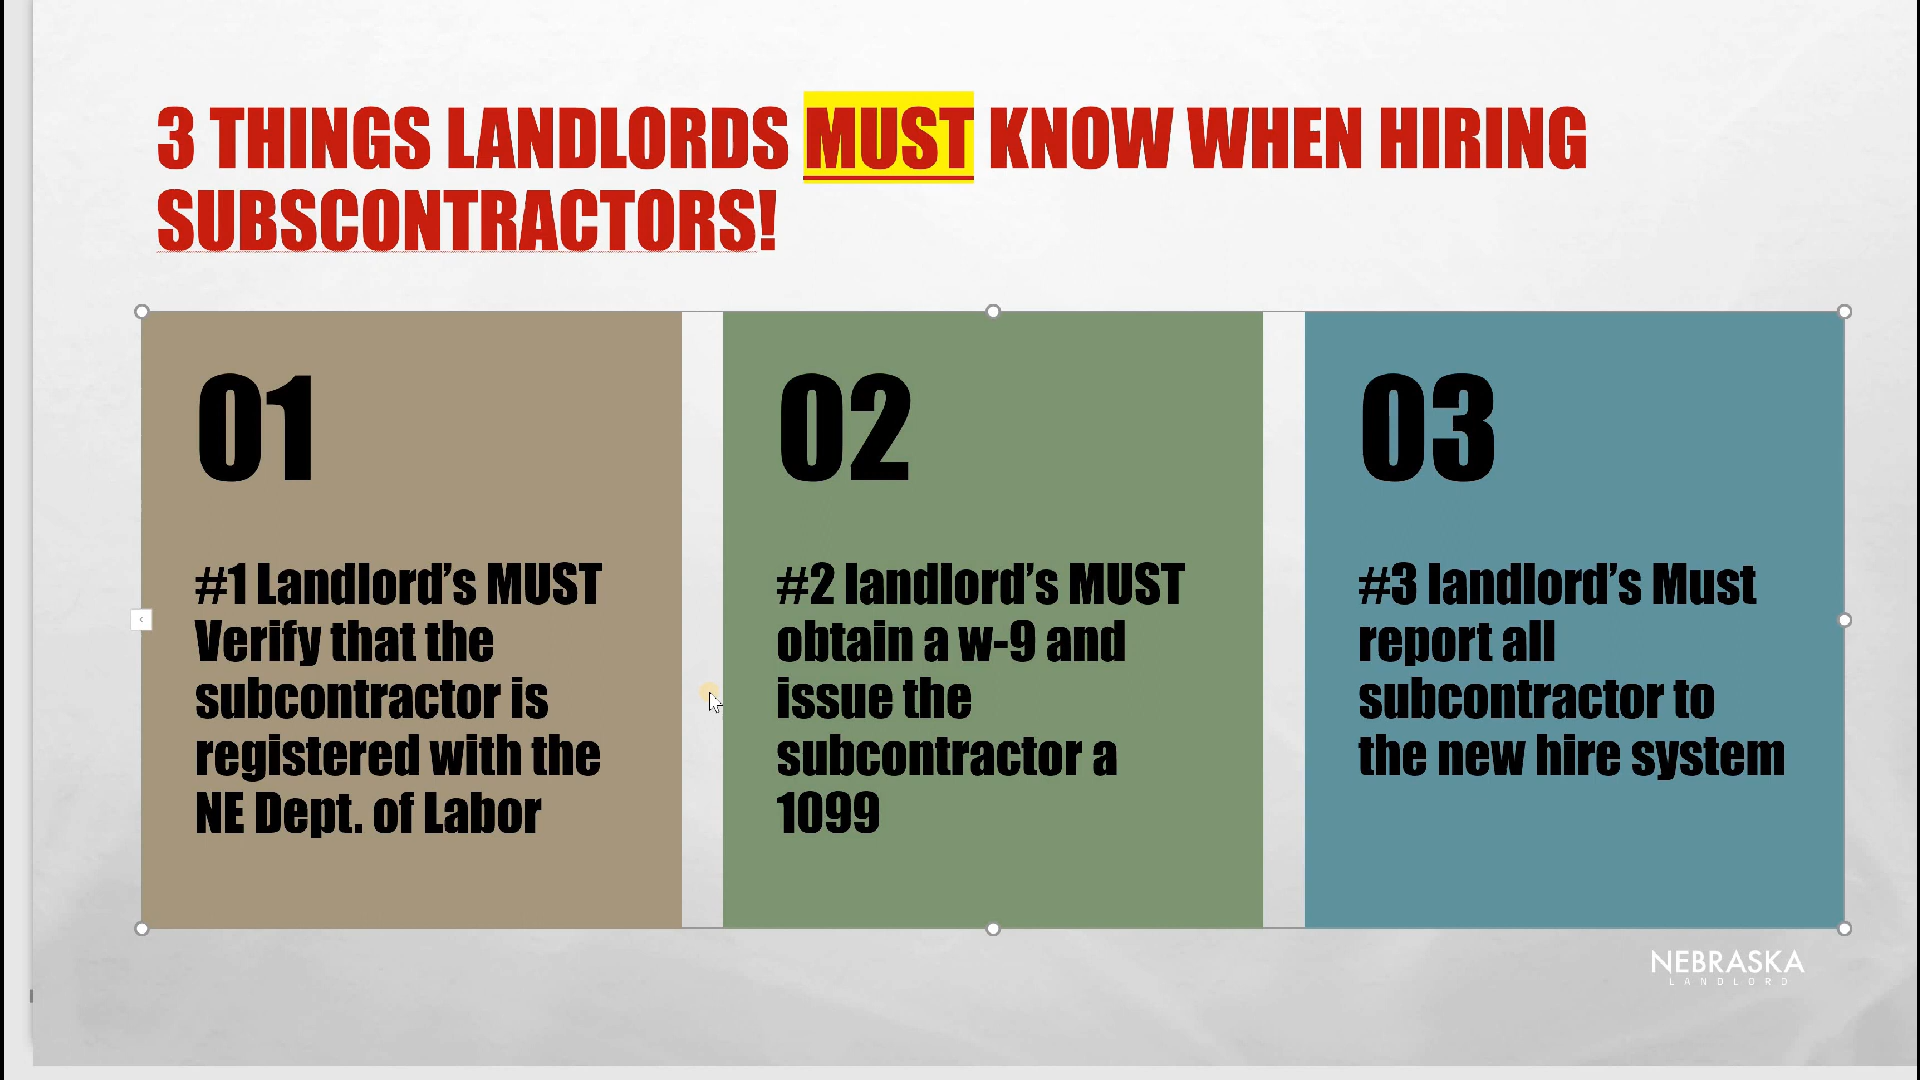 3 THINGS LANDLORDS MUST KNOW WHEN HIRING
SUBSCONTRACTORS!
01
#1 Landlord's MUST
Verify that the
subcontractor is
registered with the
NE Dept. of Labor
02
#2 landlord's MUST
obtain a w-9 and
issue the
subcontractor a
1099
03
#3 landlord's Must
report all
subcontractor to
the new hire system
NEBRASKA
LANDLORD